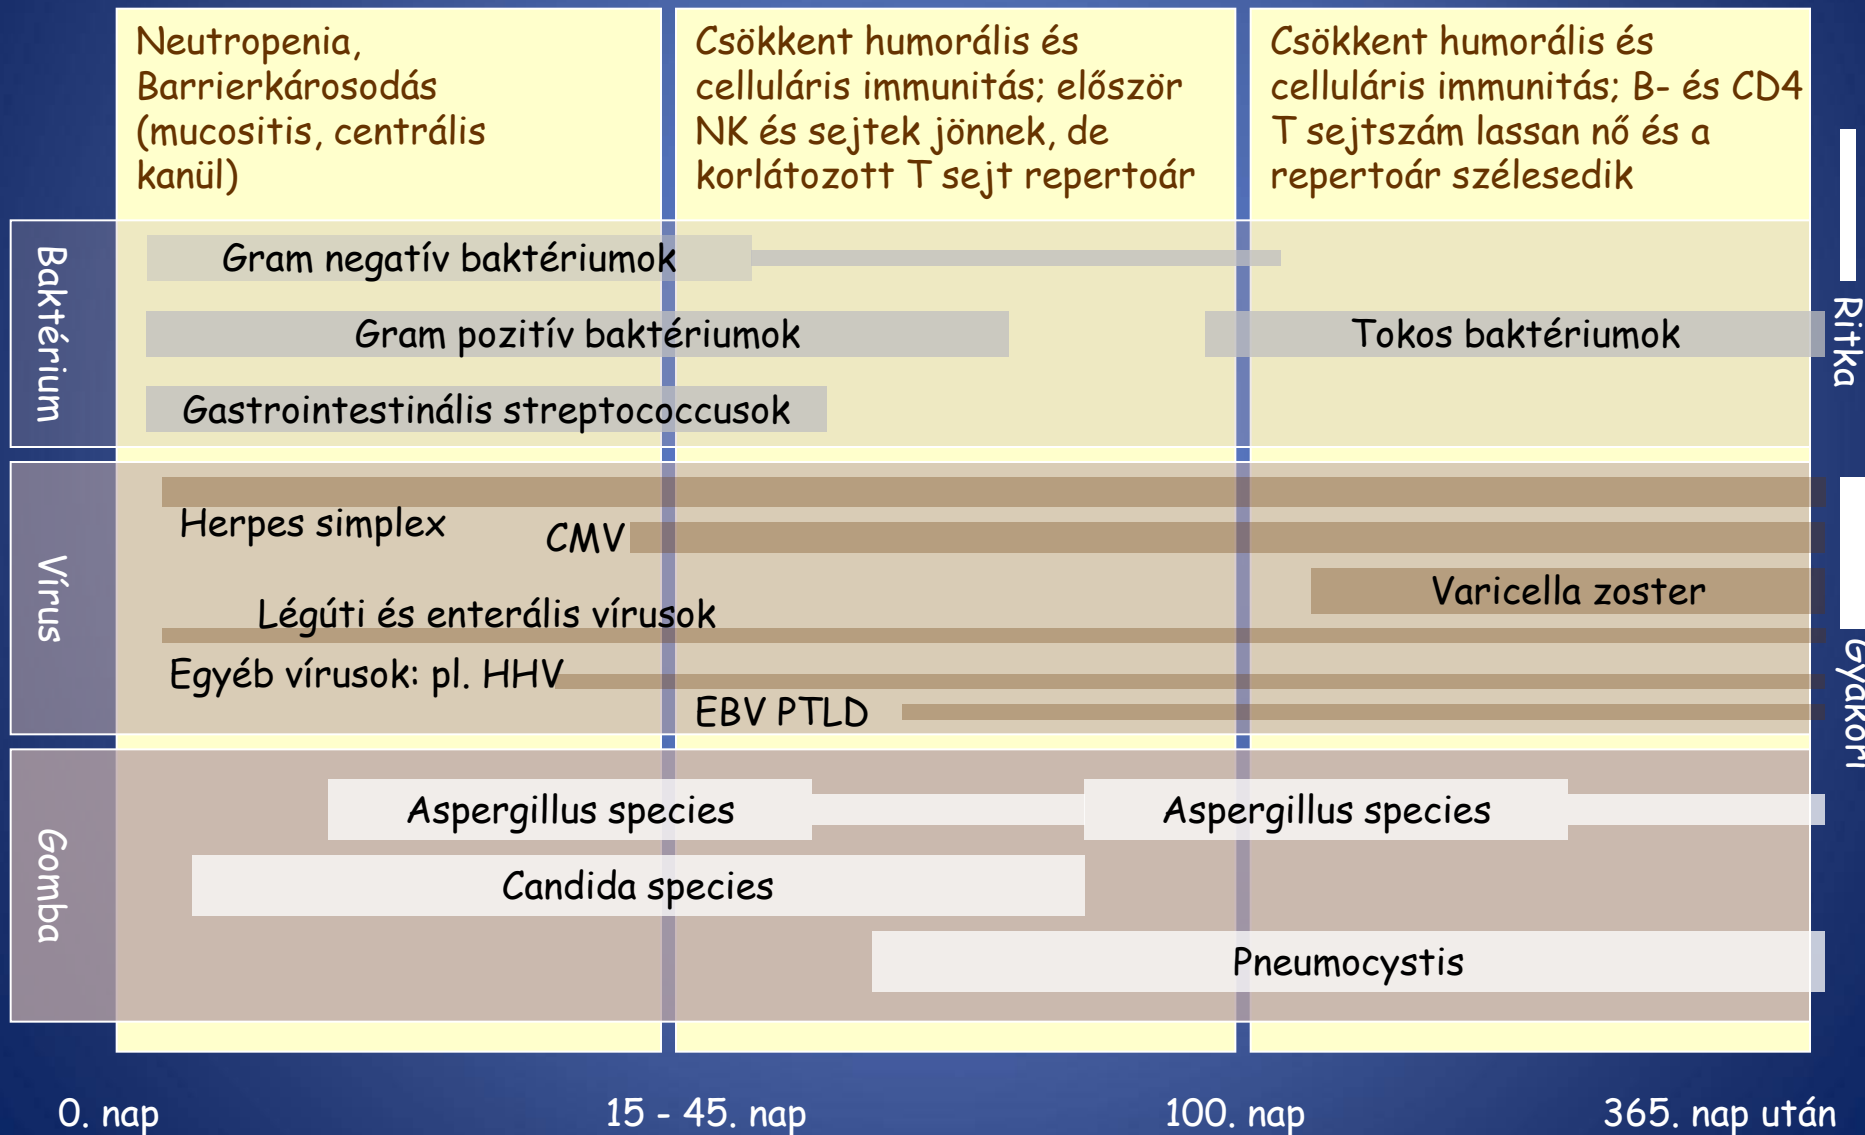 Neutropenia,
Barrierkárosodás
(mucositis, centrális
kanül)
Csökkent humorális és
celluláris immunitás; először
NK és sejtek jönnek, de
korlátozott T sejt repertoár
Csökkent humorális és
celluláris immunitás; B- és CD4
T sejtszám lassan nő és a
repertoár szélesedik
Baktérium
Gram negatív baktériumok
Gram pozitív baktériumok
Tokos baktériumok
Gastrointestinális streptococcusok
Ritka
Vírus
Herpes simplex
CMV
Varicella zoster
Légúti és enterális vírusok
Egyéb vírusok: pl. HHV
EBV PTLD
Gyakori
Gomba
Aspergillus species
Aspergillus species
Candida species
Pneumocystis
0. nap
15 - 45. nap
100. nap
365. nap után